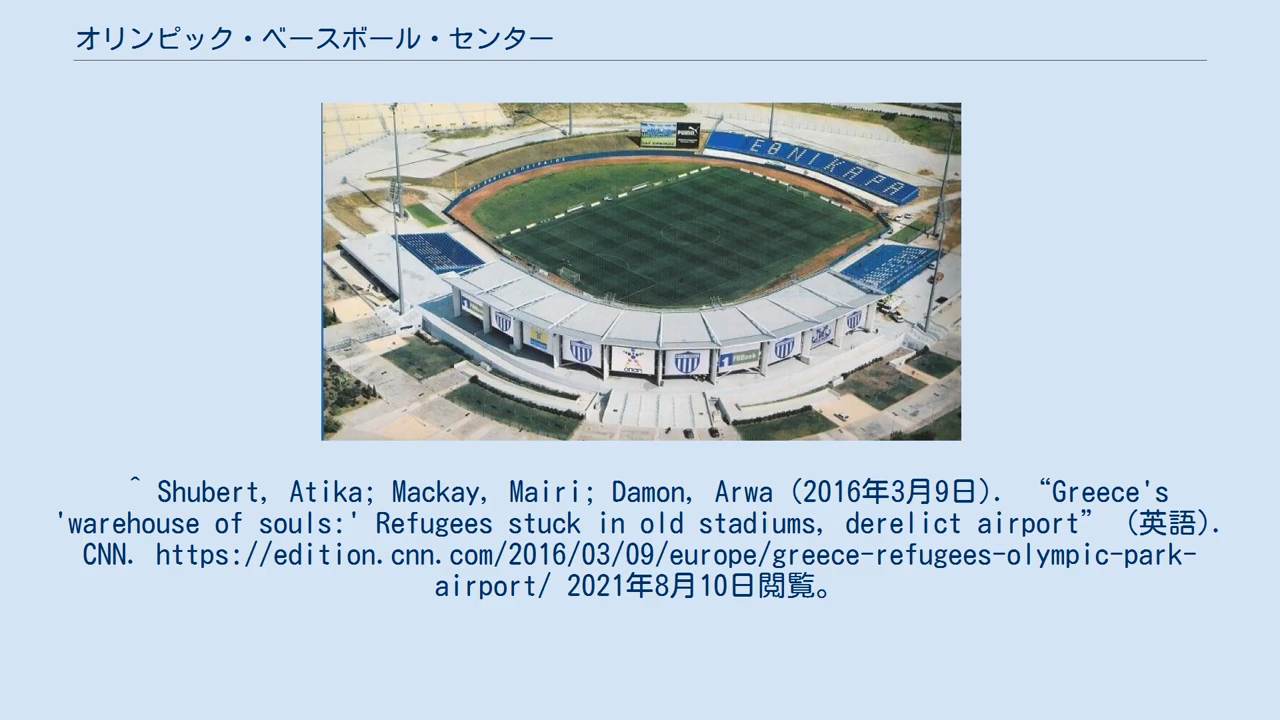 オリンピック・ベースボール・センター
PUMA
ΕΘΝΙΚΑΡΑ
FBBank
^ Shubert, Atika; Mackay, Mairi; Damon, Arwa (2016年3月9日). “Greece's
'warehouse of souls:' Refugees stuck in old stadiums, derelict airport” (英語).
CNN. https://edition.cnn.com/2016/03/09/europe/greece-refugees-olympic-park-
airport/ 2021年8月10日閲覧。